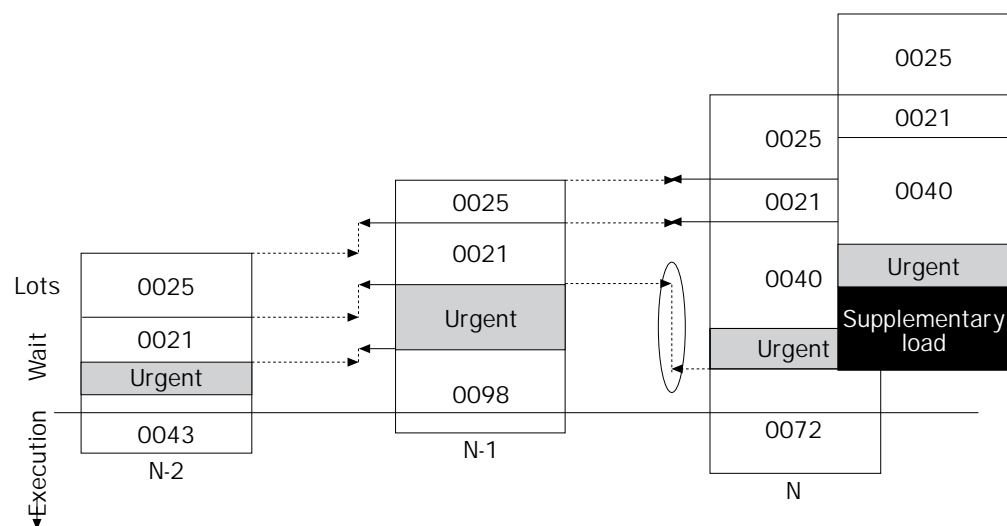 Lots
Wait
Execution
0025
0021
Urgent
0043
N-2
0025
0021
Urgent
0098
N-1
0025
0021
0040
Urgent
0072
N
0025
0021
0040
Urgent
Supplementary
load